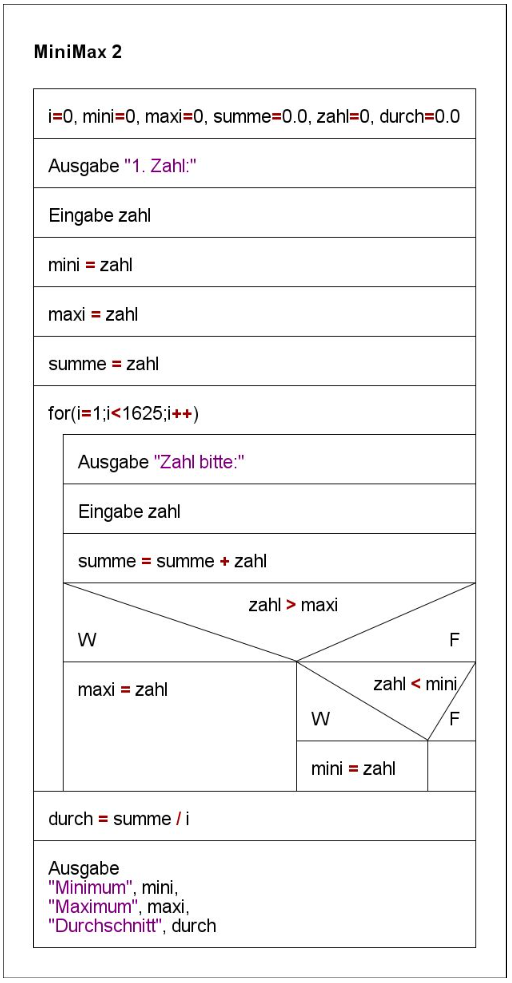 MiniMax 2
i=0, mini=0, maxi=0, summe=0.0, zahl=0, durch=0.0
Ausgabe "1. Zahl:"
Eingabe zahl
mini = zahl
maxi = zahl
summe = zahl
for(i=1;i<1625;i++)
Ausgabe "Zahl bitte:"
Eingabe zahl
summe = summe + zahl
zahl > maxi
W
F
maxi = zahl
zahl < mini
W
F
mini = zahl
durch = summe / i
Ausgabe
"Minimum", mini,
"Maximum", maxi,
"Durchschnitt", durch